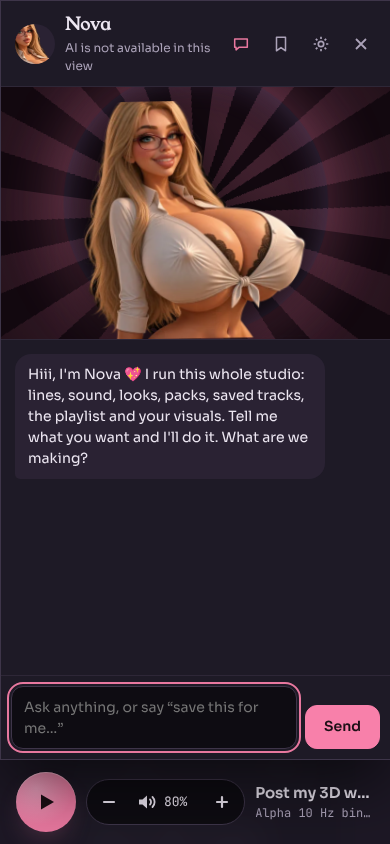 Nova
AI is not available in this
view
Hiii, I'm Nova 💖 I run this whole studio:
lines, sound, looks, packs, saved tracks,
the playlist and your visuals. Tell me
what you want and I'll do it. What are we
making?
Ask anything, or say “save this for
me…”
Send
80%
Post my 3D w…
Alpha 10 Hz bin…